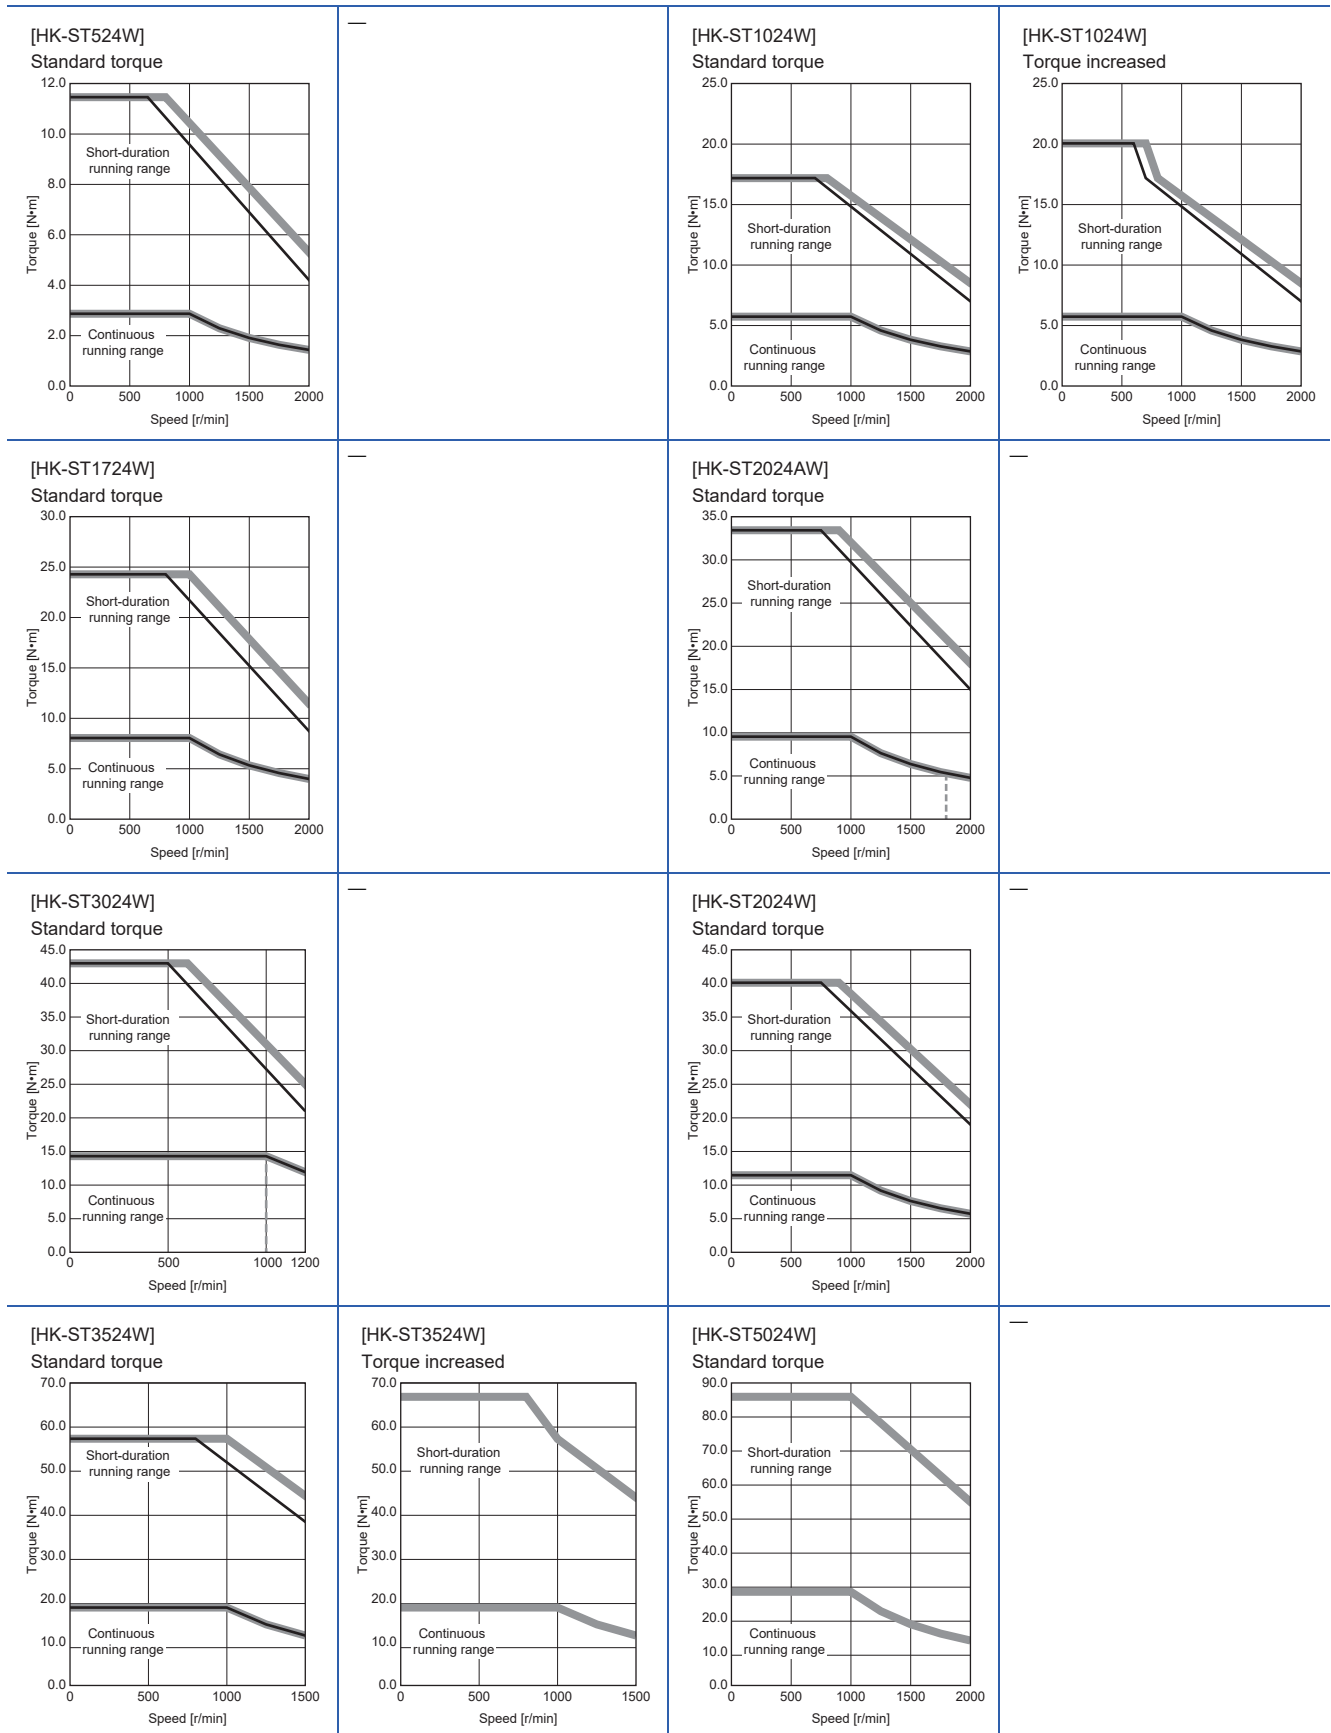 [HK-ST524W]
Standard torque
12.0
10.0
8.0
6.0
4.0
2.0
0.0
Torque [N•m]
Short-duration
running range
Continuous
running range
0 500 1000 1500 2000
Speed [r/min]
—
[HK-ST1024W]
Standard torque
25.0
20.0
15.0
10.0
5.0
0.0
Torque [N•m]
Short-duration
running range
Continuous
running range
0 500 1000 1500 2000
Speed [r/min]
[HK-ST1024W]
Torque increased
25.0
20.0
15.0
10.0
5.0
0.0
Torque [N•m]
Short-duration
running range
Continuous
running range
0 500 1000 1500 2000
Speed [r/min]
[HK-ST1724W]
Standard torque
30.0
25.0
20.0
15.0
10.0
5.0
0.0
Torque [N•m]
Short-duration
running range
Continuous
running range
0 500 1000 1500 2000
Speed [r/min]
—
[HK-ST2024AW]
Standard torque
35.0
30.0
25.0
20.0
15.0
10.0
5.0
0.0
Torque [N•m]
Short-duration
running range
Continuous
running range
0 500 1000 1500 2000
Speed [r/min]
—
[HK-ST3024W]
Standard torque
45.0
40.0
35.0
30.0
25.0
20.0
15.0
10.0
5.0
0.0
Torque [N•m]
Short-duration
running range
Continuous
running range
0 500 1000 1200
Speed [r/min]
—
[HK-ST2024W]
Standard torque
45.0
40.0
35.0
30.0
25.0
20.0
15.0
10.0
5.0
0.0
Torque [N•m]
Short-duration
running range
Continuous
running range
0 500 1000 1500 2000
Speed [r/min]
—
[HK-ST3524W]
Standard torque
70.0
60.0
50.0
40.0
30.0
20.0
10.0
0.0
Torque [N•m]
Short-duration
running range
Continuous
running range
0 500 1000 1500
Speed [r/min]
[HK-ST3524W]
Torque increased
70.0
60.0
50.0
40.0
30.0
20.0
10.0
0.0
Torque [N•m]
Short-duration
running range
Continuous
running range
0 500 1000 1500
Speed [r/min]
[HK-ST5024W]
Standard torque
90.0
80.0
70.0
60.0
50.0
40.0
30.0
20.0
10.0
0.0
Torque [N•m]
Short-duration
running range
Continuous
running range
0 500 1000 1500 2000
Speed [r/min]
—